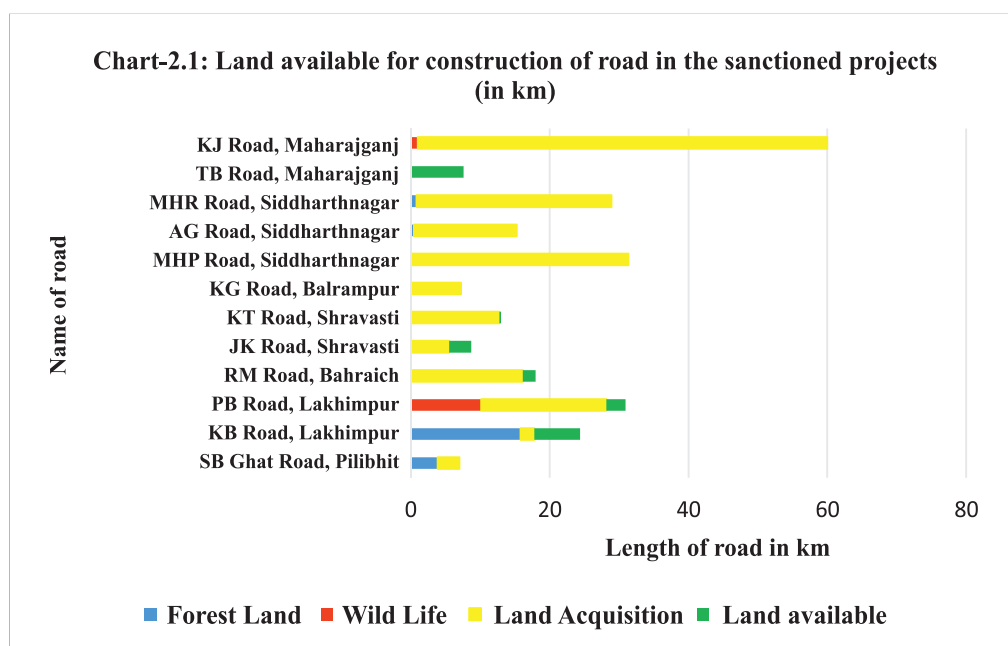 Chart-2.1: Land available for construction of road in the sanctioned projects
(in km)
KJ Road, Maharajganj
TB Road, Maharajganj
MHR Road, Siddharthnagar
AG Road, Siddharthnagar
MHP Road, Siddharthnagar
KG Road, Balrampur
KT Road, Shravasti
JK Road, Shravasti
RM Road, Bahraich
PB Road, Lakhimpur
KB Road, Lakhimpur
SB Ghat Road, Pilibhit
Name of road
0 20 40 60 80
Length of road in km
Forest Land Wild Life Land Acquisition Land available